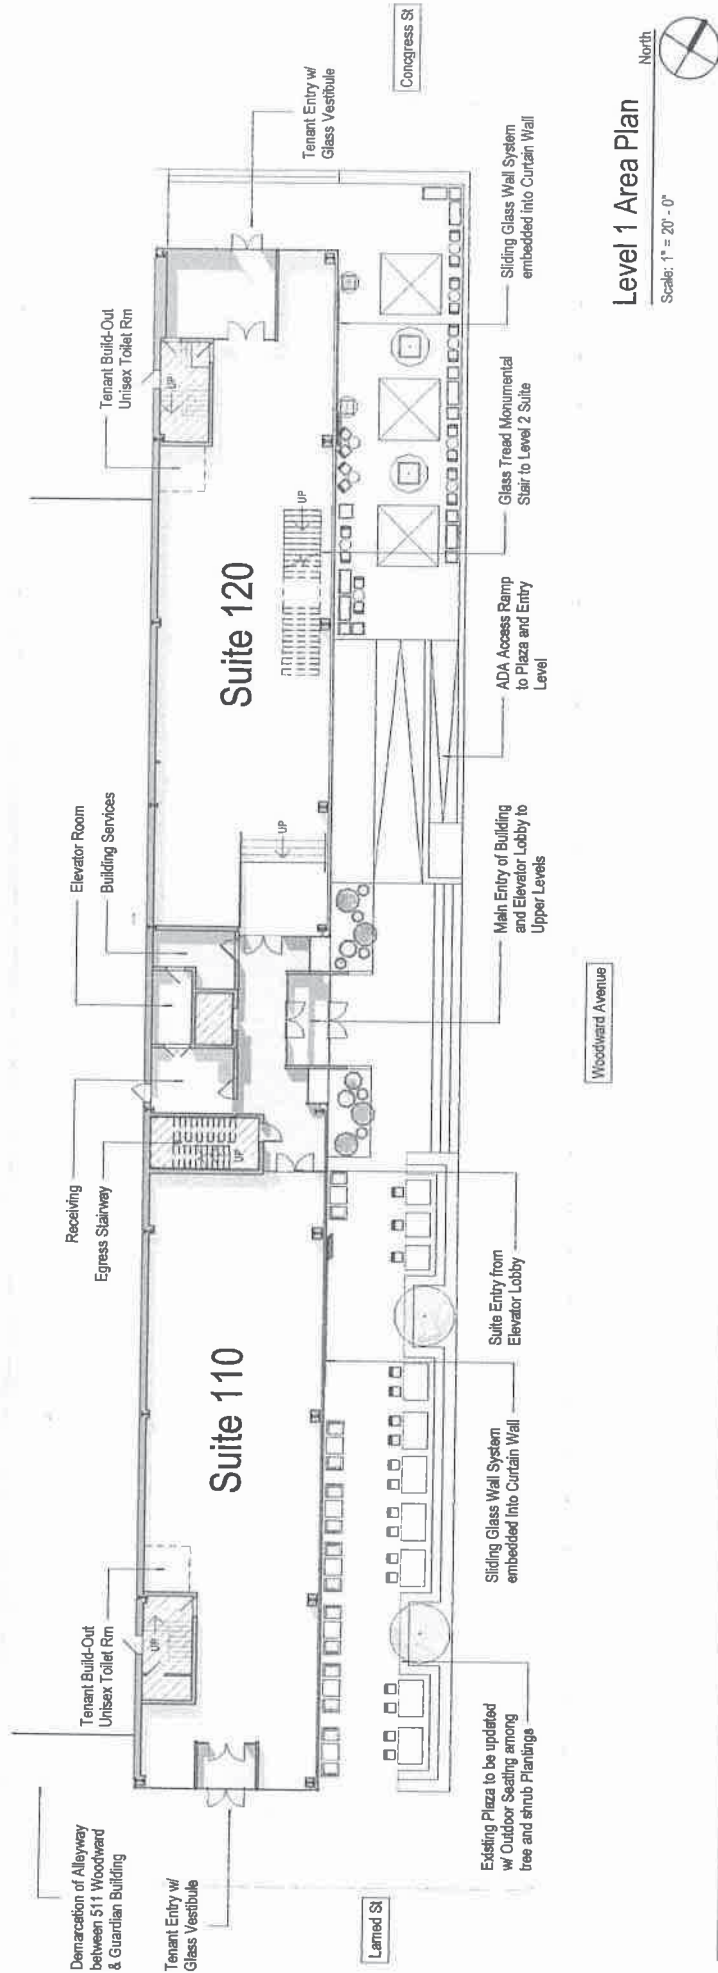 Demarcation of Alleyway
between 511 Woodward
& Guardian Building
Tenant Entry w/
Glass Vestibule
Larned St
Tenant Build-Out
Unisex Toilet Rm
UP
Suite 110
Existing Plaza to be updated
w/ Outdoor Seating among
tree and shrub Plantings
Sliding Glass Wall System
embedded Into Curtain Wall
Suite Entry from
Elevator Lobby
Receiving
Egress Stairway
UP
Elevator Room
Building Services
Main Entry of Building
and Elevator Lobby to
Upper Levels
Woodward Avenue
UP
Suite 120
ADA Access Ramp
to Plaza and Entry
Level
UP
Glass Tread Monumental
Stair to Level 2 Suite
Tenant Build-Out
Unisex Toilet Rm
UP
Sliding Glass Wall System
embedded into Curtain Wall
Tenant Entry w/
Glass Vestibule
Concgress St
Level 1 Area Plan
Scale: 1" = 20' - 0"
North